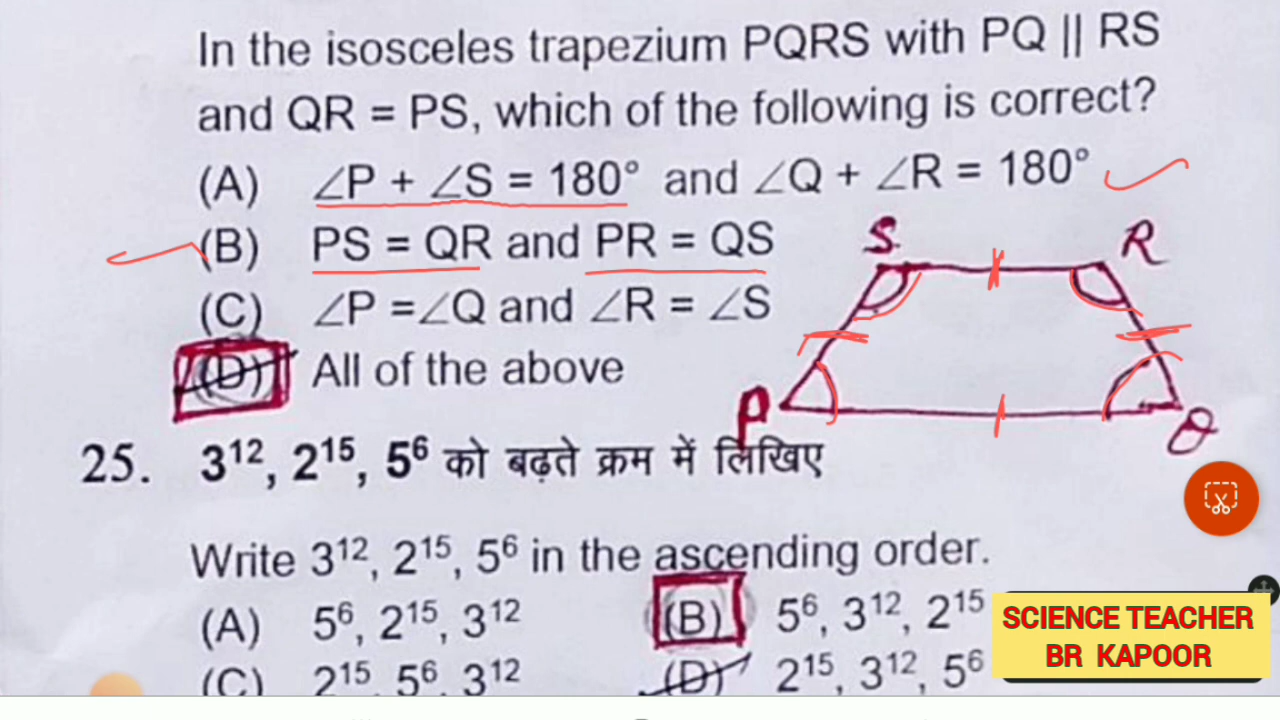 In the isosceles trapezium PQRS with PQ || RS
and QR = PS, which of the following is correct?
(A) ∠P + ∠S = 180° and ∠Q + ∠R = 180°
(B) PS = QR and PR = QS
(C) ∠P =∠Q and ∠R = ∠S
(D) All of the above
S R
P Q
25. 3¹², 2¹⁵, 5⁶ को बढ़ते क्रम में लिखिए
Write 3¹², 2¹⁵, 5⁶ in the ascending order.
(A) 5⁶, 2¹⁵, 3¹² (B) 5⁶, 3¹², 2¹⁵
(C) 2¹⁵, 5⁶, 3¹² (D) 2¹⁵, 3¹², 5⁶
SCIENCE TEACHER
BR KAPOOR